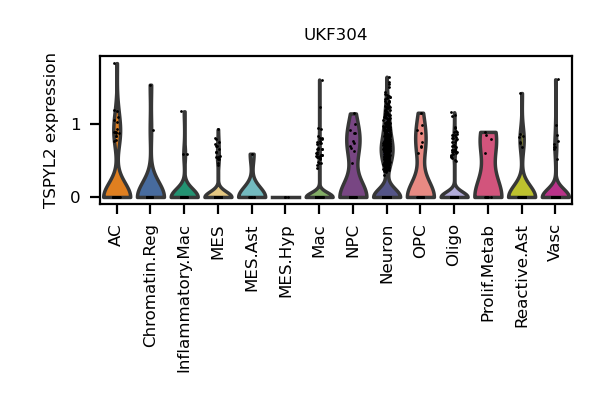 UKF304
TSPYL2 expression
1
0
AC
Chromatin.Reg
Inflammatory.Mac
MES
MES.Ast
MES.Hyp
Mac
NPC
Neuron
OPC
Oligo
Prolif.Metab
Reactive.Ast
Vasc